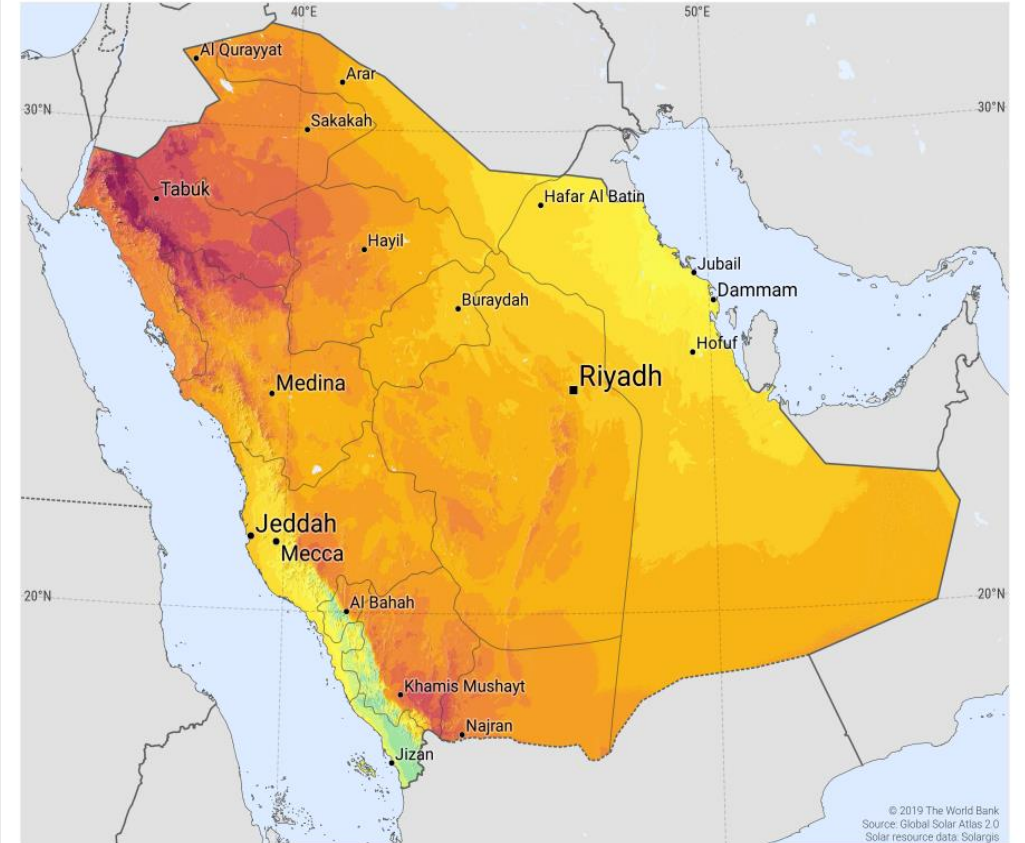 40°E
50°E
Al Qurayyat
Arar
30°N
30°N
Sakakah
Tabuk
Hafar Al Batin
Hayil
Jubail
Dammam
Buraydah
Hofuf
Riyadh
Medina
Jeddah
Mecca
20°N
20°N
Al Bahah
Khamis Mushayt
Najran
Jizan
© 2019 The World Bank
Source: Global Solar Atlas 2.0
Solar resource data: Solargis